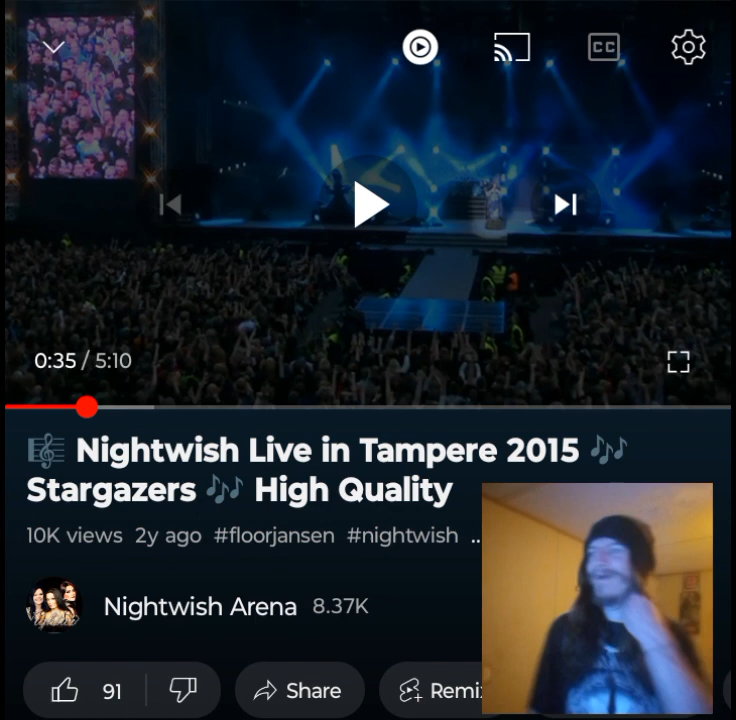 CC
0:35 / 5:10
🎼 Nightwish Live in Tampere 2015 🎶
Stargazers 🎶 High Quality
10K views 2y ago #floorjansen #nightwish ..
Nightwish Arena 8.37K
91 Share Remi